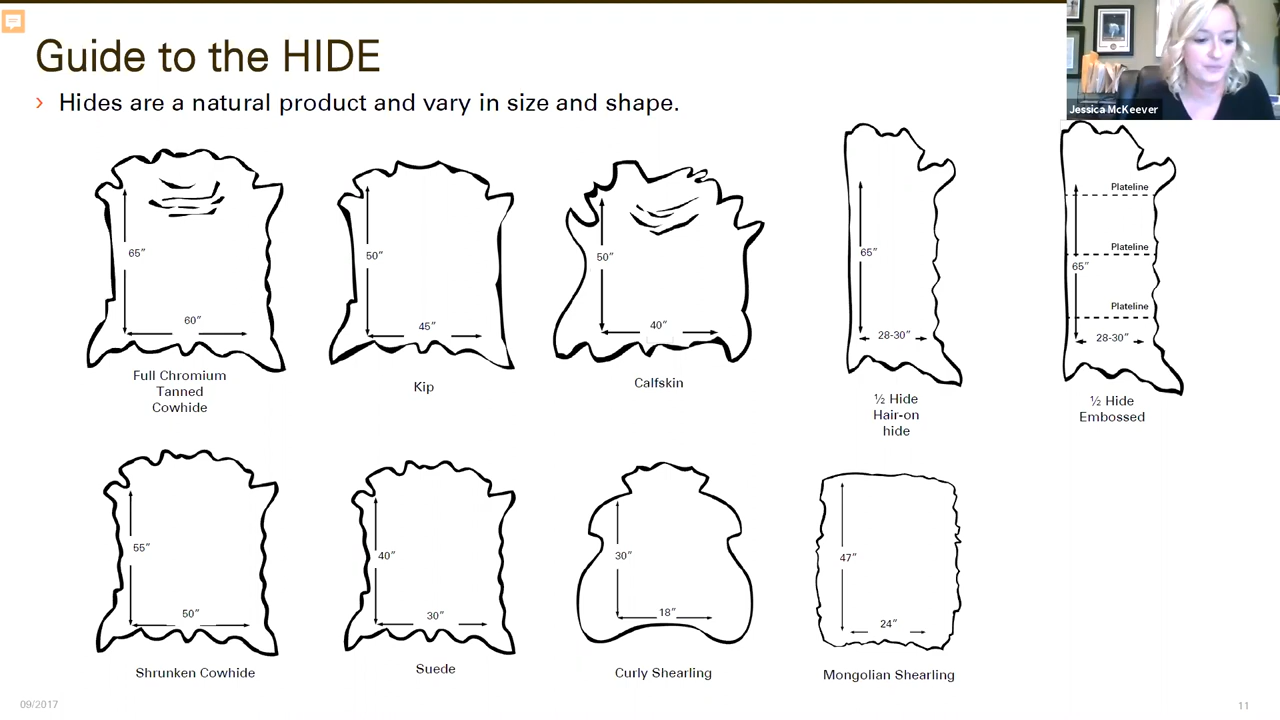 Guide to the HIDE
› Hides are a natural product and vary in size and shape.
Jessica McKeever
65”
60”
Full Chromium
Tanned
Cowhide
50”
45”
Kip
50”
40”
Calfskin
65”
28-30”
½ Hide
Hair-on
hide
Plateline
Plateline
65”
Plateline
28-30”
½ Hide
Embossed
55”
50”
Shrunken Cowhide
40”
30”
Suede
30”
18”
Curly Shearling
47”
24”
Mongolian Shearling
09/2017
11